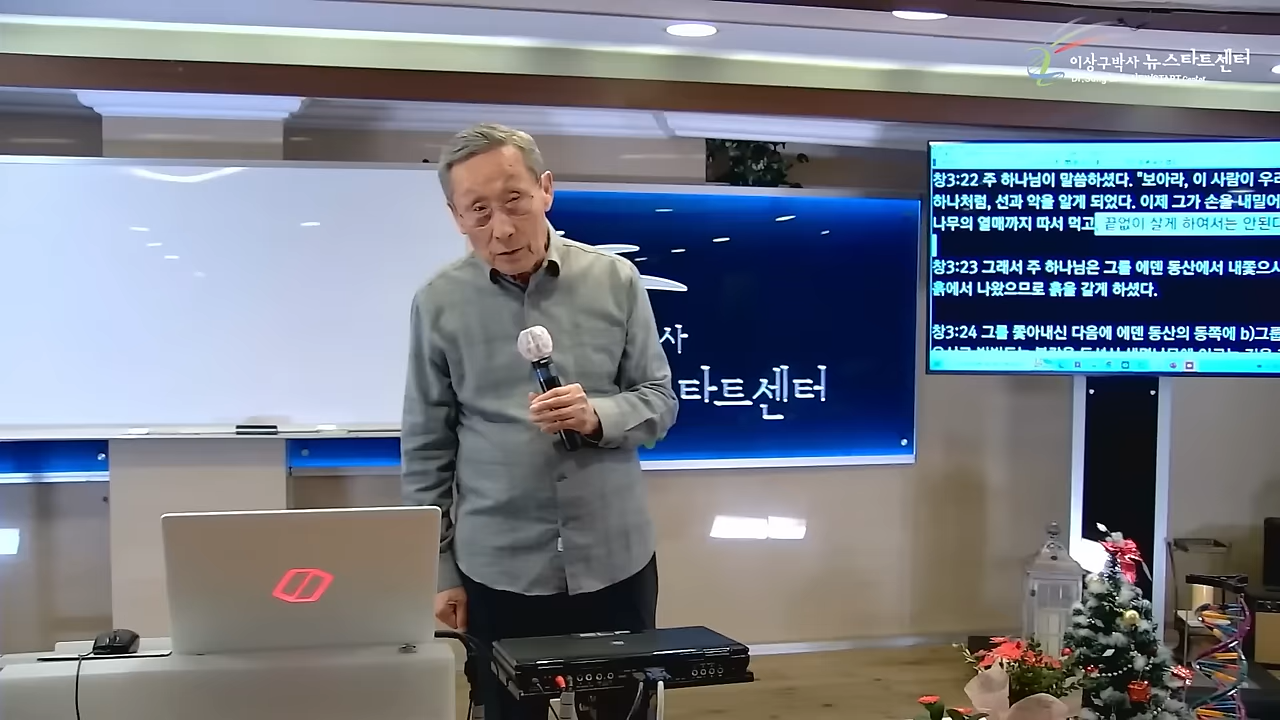 이상구박사 뉴스타트센터
창3:22 주 하나님이 말씀하셨다. "보아라, 이 사람이 우리
하나처럼, 선과 악을 알게 되었다. 이제 그가 손을 내밀어
나무의 열매까지 따서 먹고, 끝없이 살게 하여서는 안된다
창3:23 그래서 주 하나님은 그를 에덴 동산에서 내쫓으시
흙에서 나왔으므로 흙을 갈게 하셨다.
창3:24 그를 쫓아내신 다음에 에덴 동산의 동쪽에 b)그룹
사
스타트센터